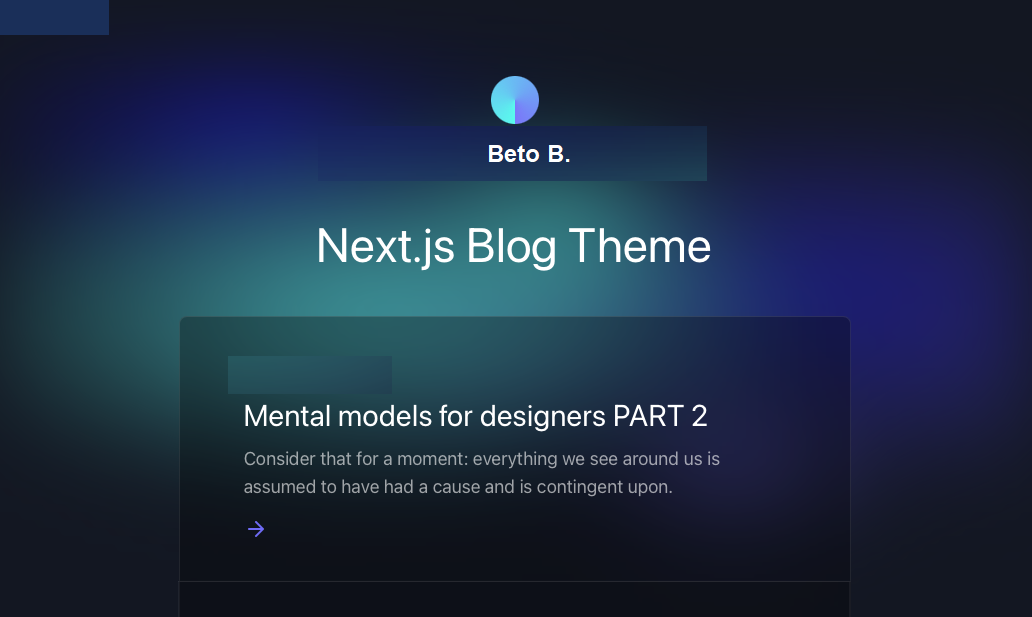 Beto B.
Next.js Blog Theme
Mental models for designers PART 2
Consider that for a moment: everything we see around us is
assumed to have had a cause and is contingent upon.